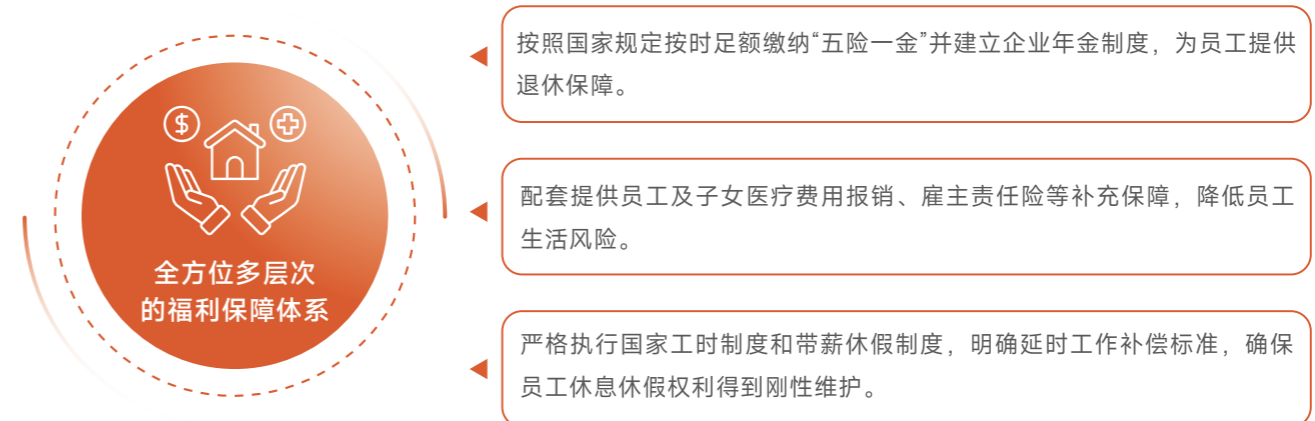 全方位多层次
的福利保障体系
按照国家规定按时足额缴纳“五险一金”并建立企业年金制度，为员工提供
退休保障。
配套提供员工及子女医疗费用报销、雇主责任险等补充保障，降低员工
生活风险。
严格执行国家工时制度和带薪休假制度，明确延时工作补偿标准，确保
员工休息休假权利得到刚性维护。